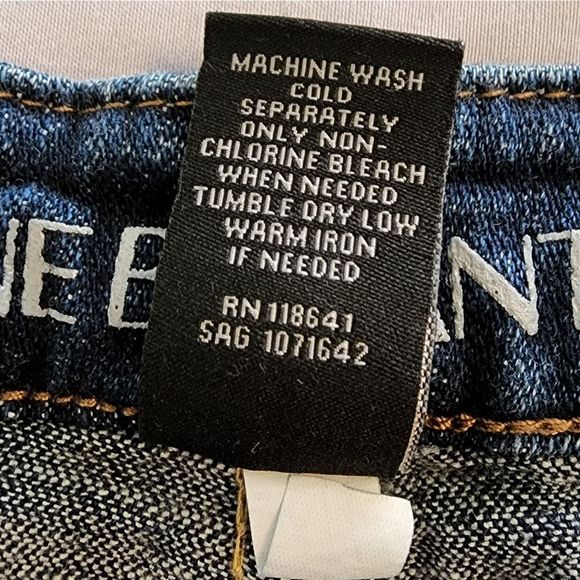 MACHINE WASH
COLD
SEPARATELY
ONLY NON-
CHLORINE BLEACH
WHEN NEEDED
TUMBLE DRY LOW
WARM IRON
IF NEEDED
RN 118641
SAG 1071642